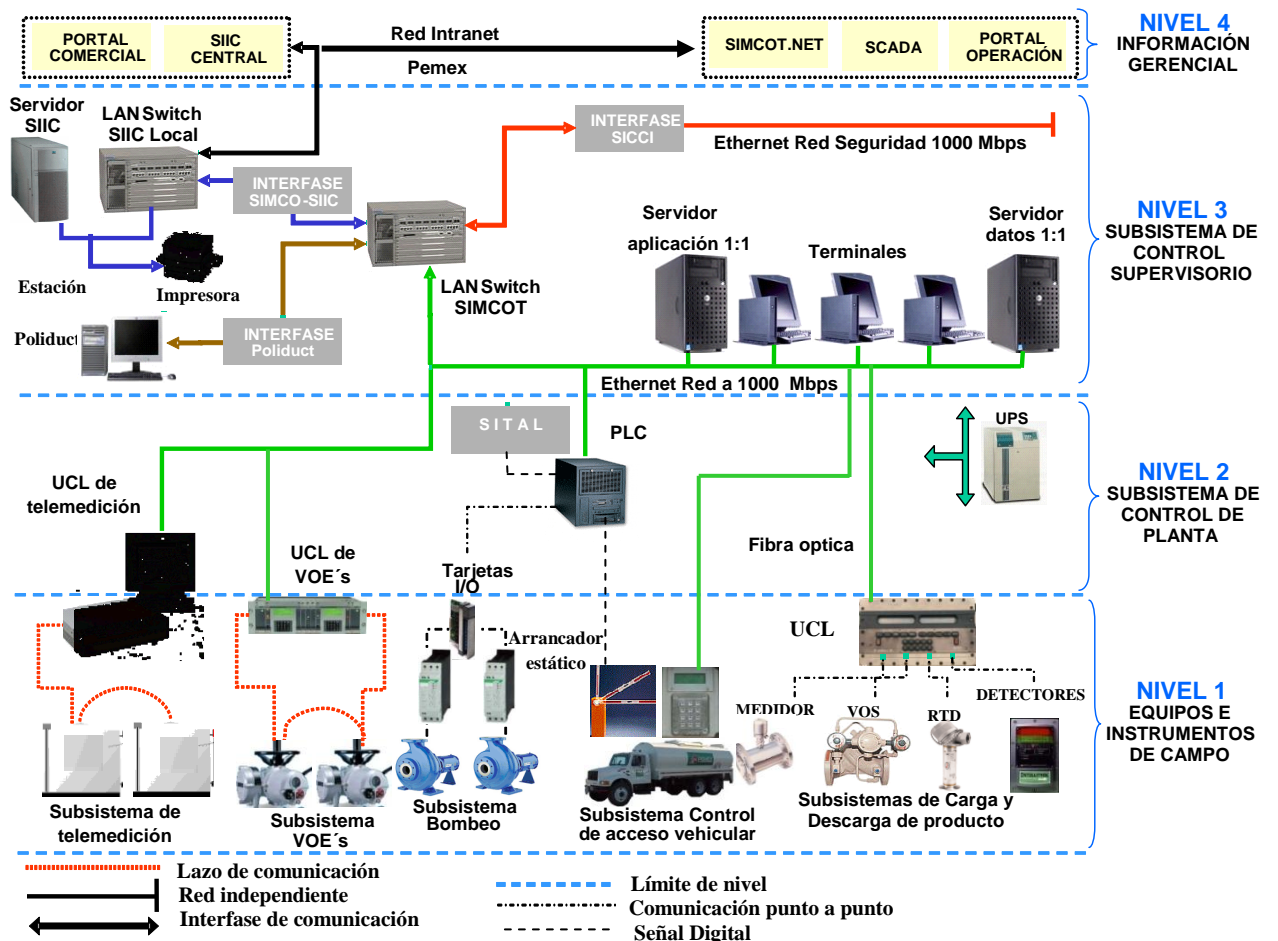 PORTAL
COMERCIAL
SIIC
CENTRAL
Red Intranet
Pemex
SIMCOT.NET
SCADA
PORTAL
OPERACIÓN
NIVEL 4
INFORMACIÓN
GERENCIAL
Servidor
SIIC
LAN Switch
SIIC Local
INTERFASE
SICCI
Ethernet Red Seguridad 1000 Mbps
INTERFASE
SIMCO-SIIC
Servidor
aplicación 1:1
Terminales
Servidor
datos 1:1
NIVEL 3
SUBSISTEMA DE
CONTROL
SUPERVISORIO
Estación
Impresora
LAN Switch
SIMCOT
Poliduct
INTERFASE
Poliduct
Ethernet Red a 1000 Mbps
SITAL
PLC
UPS
UCL de
telemedición
NIVEL 2
SUBSISTEMA DE
CONTROL DE
PLANTA
UCL de
VOE´s
Fibra optica
Tarjetas
I/O
Arrancador
estático
UCL
MEDIDOR
VOS
RTD
DETECTORES
NIVEL 1
EQUIPOS E
INSTRUMENTOS
DE CAMPO
Subsistema de
telemedición
Subsistema
VOE´s
Subsistema
Bombeo
Subsistema Control
de acceso vehicular
Subsistemas de Carga y
Descarga de producto
Lazo de comunicación
Red independiente
Interfase de comunicación
Límite de nivel
Comunicación punto a punto
Señal Digital